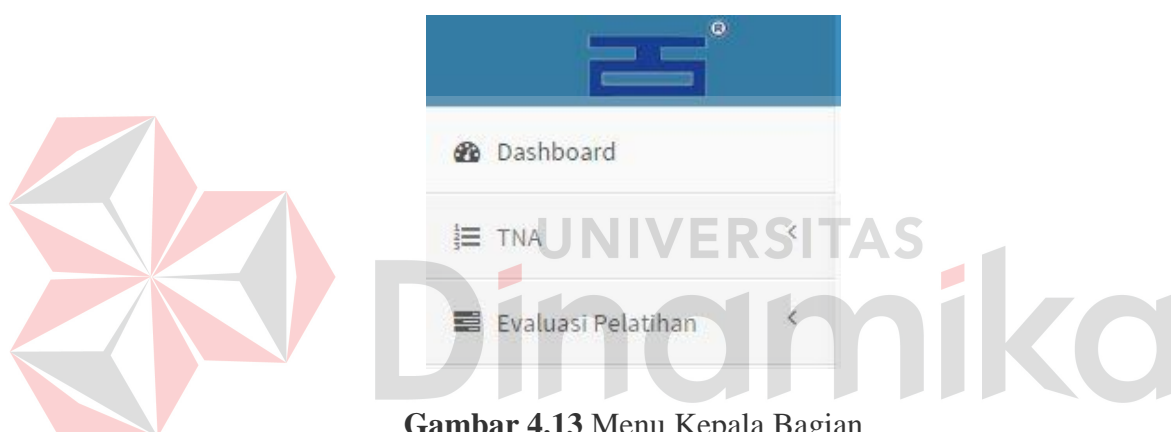 ®
Dashboard
TNA
UNIVERSITAS
Dinamika
Evaluasi Pelatihan
Gambar 4.13 Menu Kepala Bagian